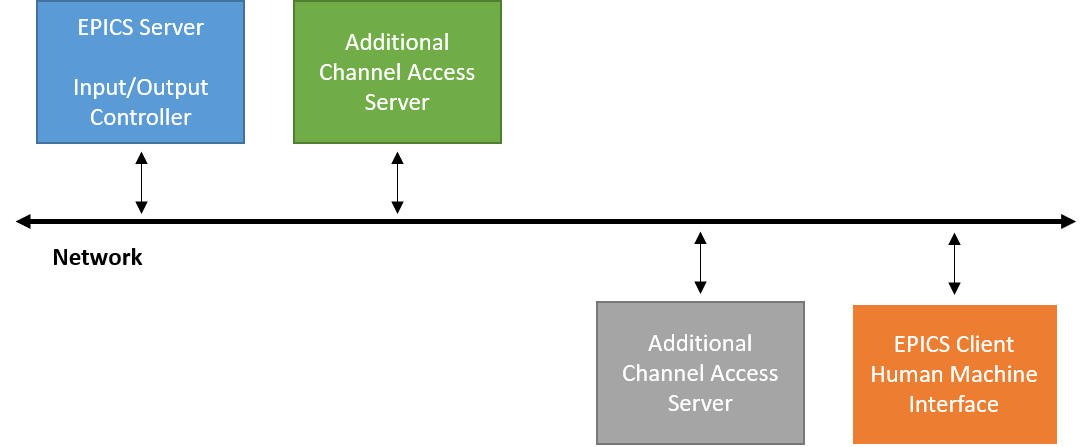 EPICS Server
Input/Output
Controller
Additional
Channel Access
Server
Network
Additional
Channel Access
Server
EPICS Client
Human Machine
Interface